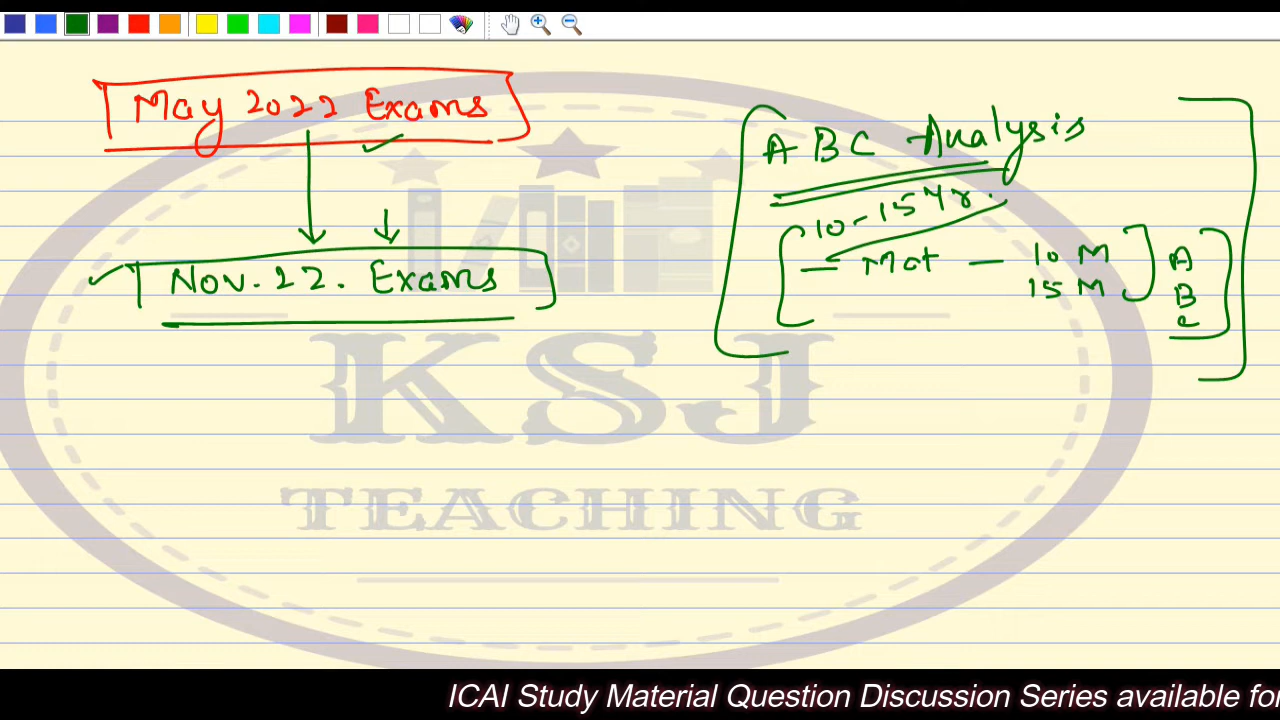 May 2022 Exams
Nov. 22. Exams
ABC Analysis
10-15 Yr.
— Mat — 10 M
15 M
A
B
C
KSJ
TEACHING
ICAI Study Material Question Discussion Series available for